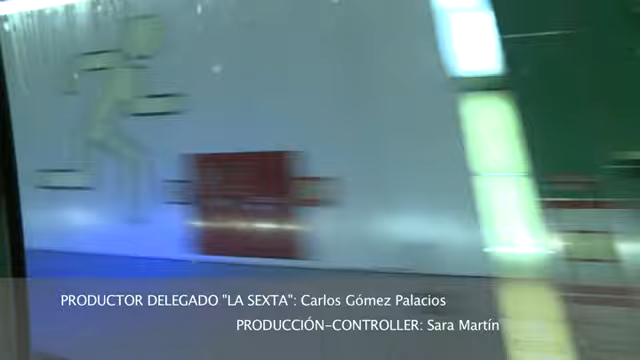 PRODUCTOR DELEGADO "LA SEXTA": Carlos Gómez Palacios
PRODUCCIÓN-CONTROLLER: Sara Martín